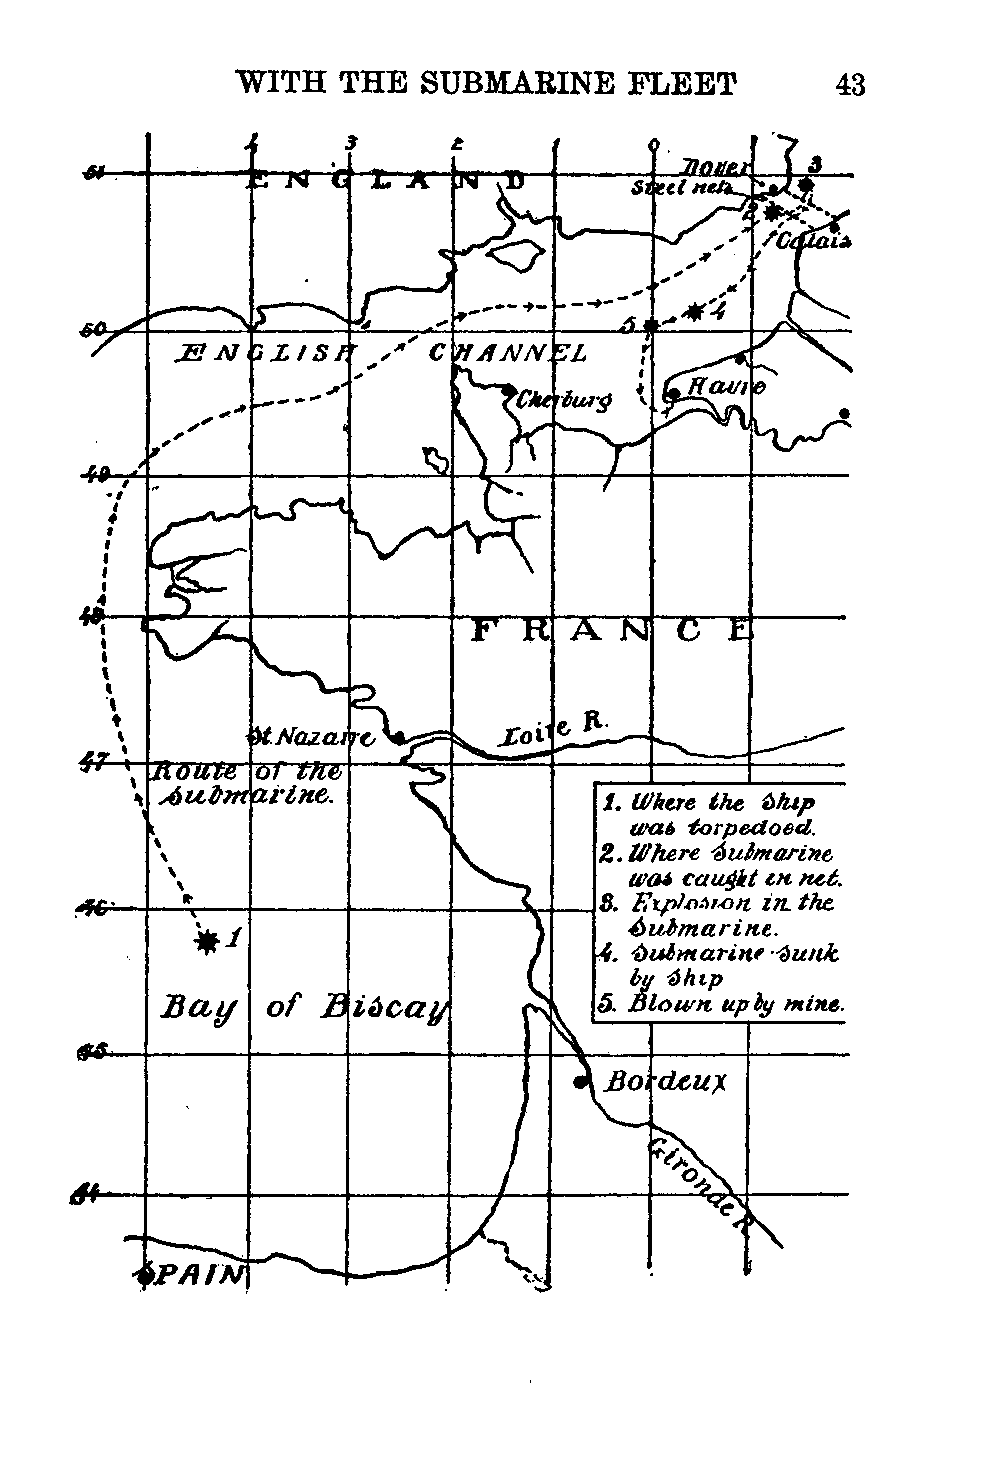 WITH THE SUBMARINE FLEET 43
4 3 2 1 0 1
51
ENGLAND
Dover 3
Steel nets
2
Calais
50
5 4
ENGLISH CHANNEL
Havre
Cherburg
49
48
FRANCE
St. Nazaire
Loire R.
47
Route of the
Submarine.
1. Where the Ship
was torpedoed.
2. Where Submarine
was caught in net.
3. Explosion in the
Submarine.
4. Submarine Sunk
by Ship
5. Blown up by mine.
46
1
Bay of Biscay
45
Bordeux
Gironde R.
44
SPAIN